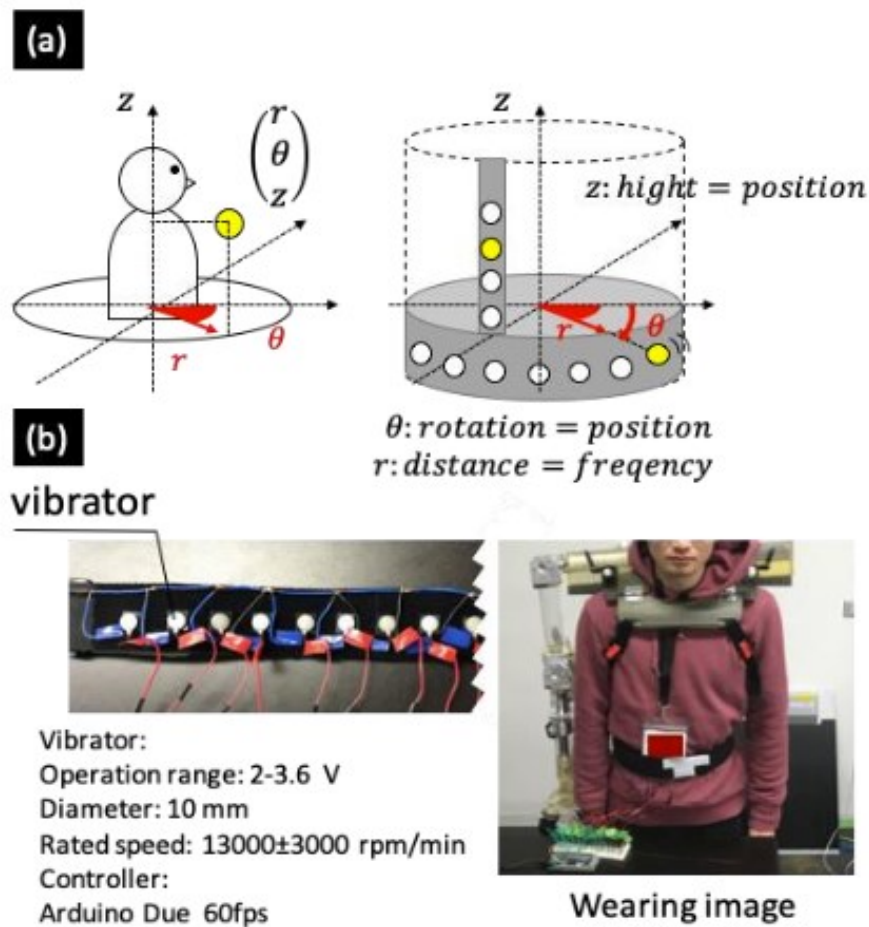 (a)
z
r
θ
z
r
θ
z
z: hight = position
r
θ
θ: rotation = position
r: distance = freqency
(b)
vibrator
Vibrator:
Operation range: 2-3.6 V
Diameter: 10 mm
Rated speed: 13000±3000 rpm/min
Controller:
Arduino Due 60fps
Wearing image